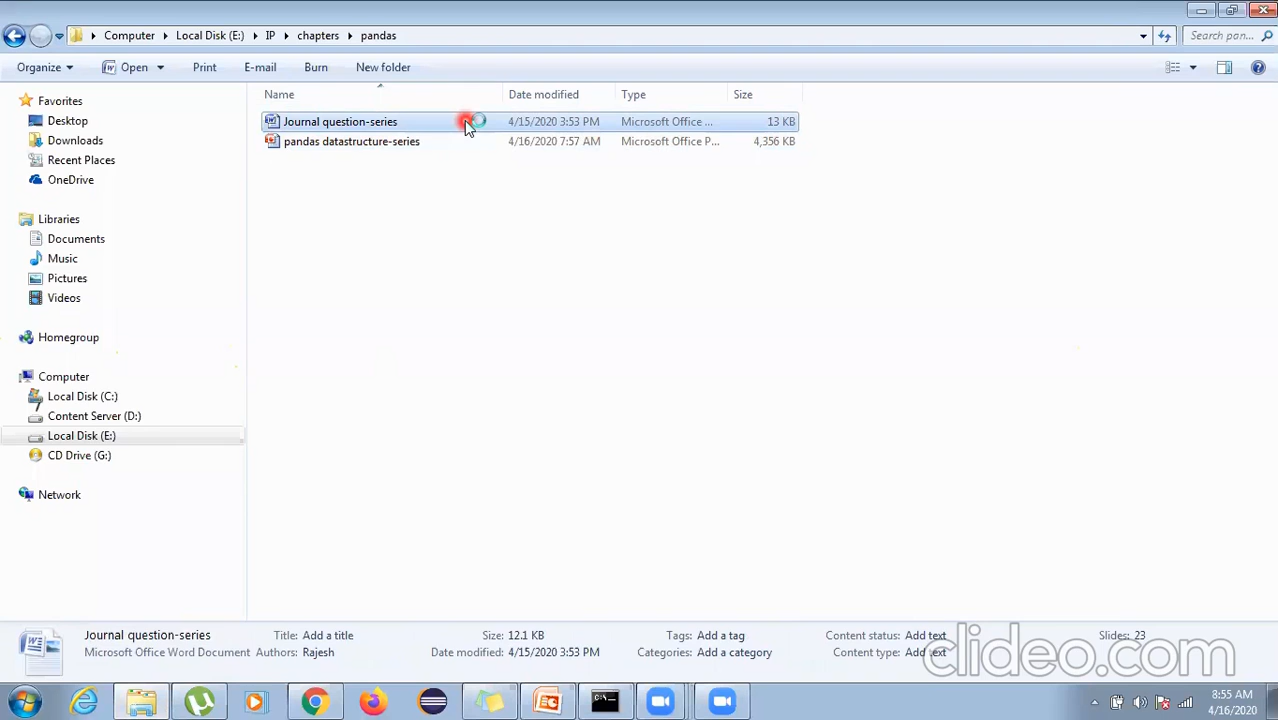 Computer Local Disk (E:) IP chapters pandas
Search pan...
Organize Open Print E-mail Burn New folder
Name Date modified Type Size
Journal question-series 4/15/2020 3:53 PM Microsoft Office ... 13 KB
pandas datastructure-series 4/16/2020 7:57 AM Microsoft Office P... 4,356 KB
Favorites
Desktop
Downloads
Recent Places
OneDrive
Libraries
Documents
Music
Pictures
Videos
Homegroup
Computer
Local Disk (C:)
Content Server (D:)
Local Disk (E:)
CD Drive (G:)
Network
Journal question-series Title: Add a title Size: 12.1 KB Tags: Add a tag Content status: Add text Slides: 23
Microsoft Office Word Document Authors: Rajesh Date modified: 4/15/2020 3:53 PM Categories: Add a category Content type: Add text
clideo.com
8:55 AM
4/16/2020